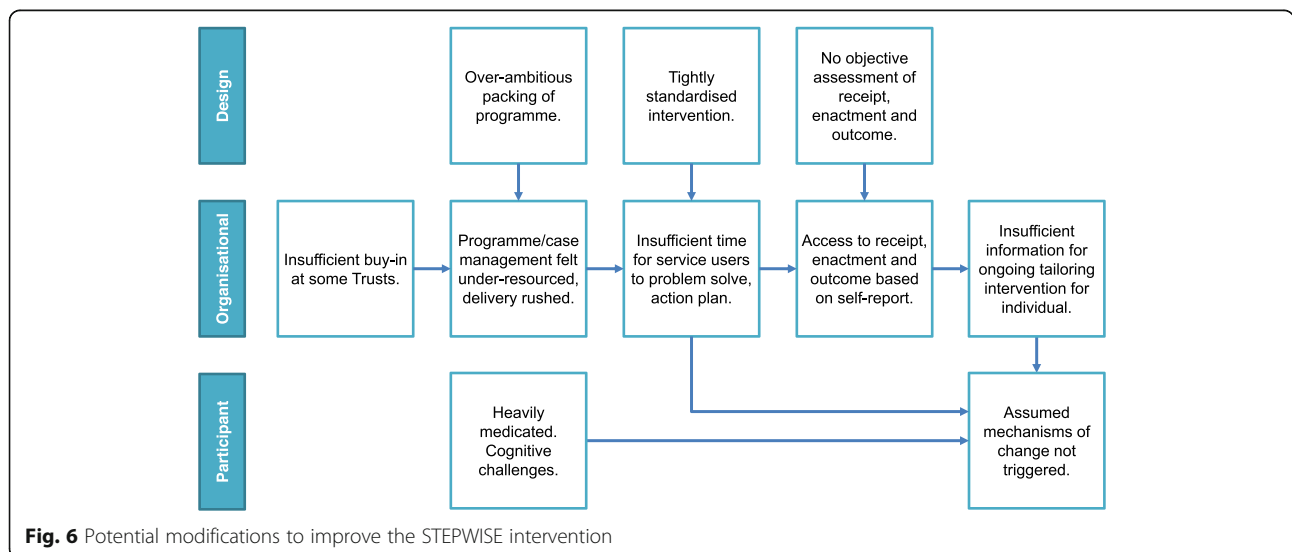 Design
Over-ambitious
packing of
programme.
Tightly
standardised
intervention.
No objective
assessment of
receipt,
enactment and
outcome.
Organisational
Insufficient buy-in
at some Trusts.
Programme/case
management felt
under-resourced,
delivery rushed.
Insufficient time
for service users
to problem solve,
action plan.
Access to receipt,
enactment and
outcome based
on self-report.
Insufficient
information for
ongoing tailoring
intervention for
individual.
Participant
Heavily
medicated.
Cognitive
challenges.
Assumed
mechanisms of
change not
triggered.
Fig. 6 Potential modifications to improve the STEPWISE intervention